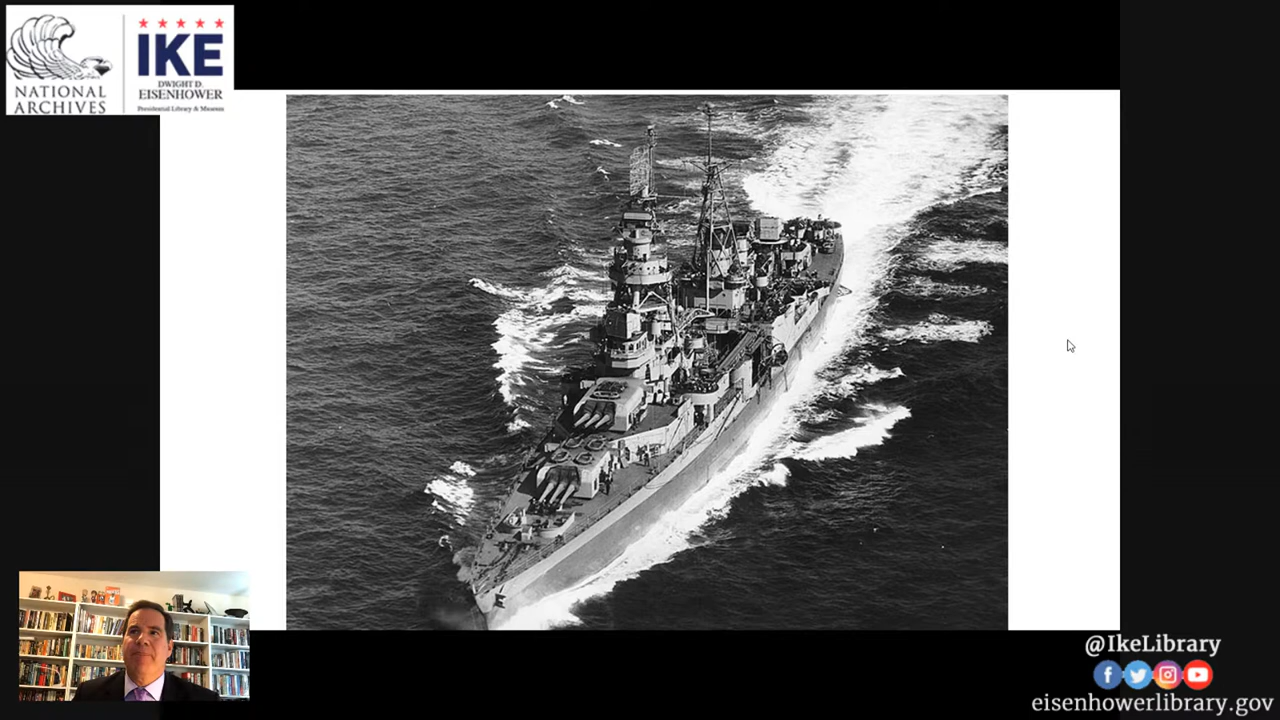 NATIONAL
ARCHIVES
IKE
DWIGHT D.
EISENHOWER
Presidential Library & Museum
@IkeLibrary
eisenhowerlibrary.gov